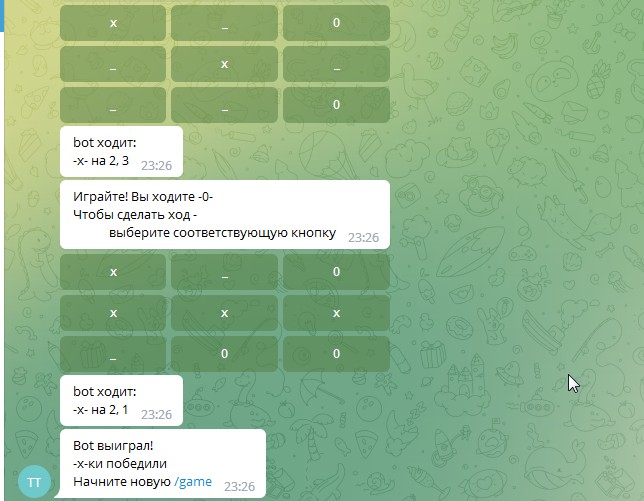 x _ 0
_ x _
_ _ 0
bot ходит:
-x- на 2, 3 23:26
Играйте! Вы ходите -0-
Чтобы сделать ход -
выберите соответствующую кнопку 23:26
x _ 0
x x x
_ 0 0
bot ходит:
-x- на 2, 1 23:26
Bot выиграл!
-x-ки победили
Начните новую /game 23:26
TT